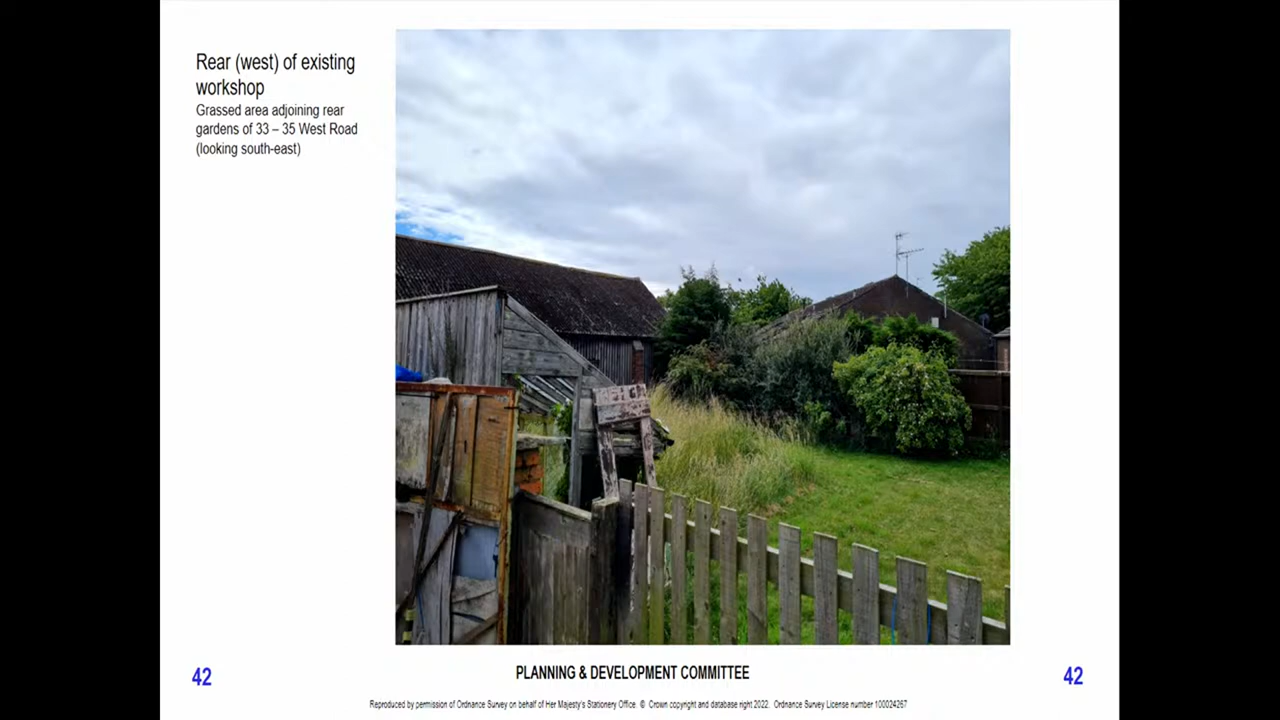 Rear (west) of existing
workshop
Grassed area adjoining rear
gardens of 33 – 35 West Road
(looking south-east)
42
PLANNING & DEVELOPMENT COMMITTEE
42
Reproduced by permission of Ordnance Survey on behalf of Her Majesty's Stationery Office. © Crown copyright and database right 2022. Ordnance Survey License number 100024267